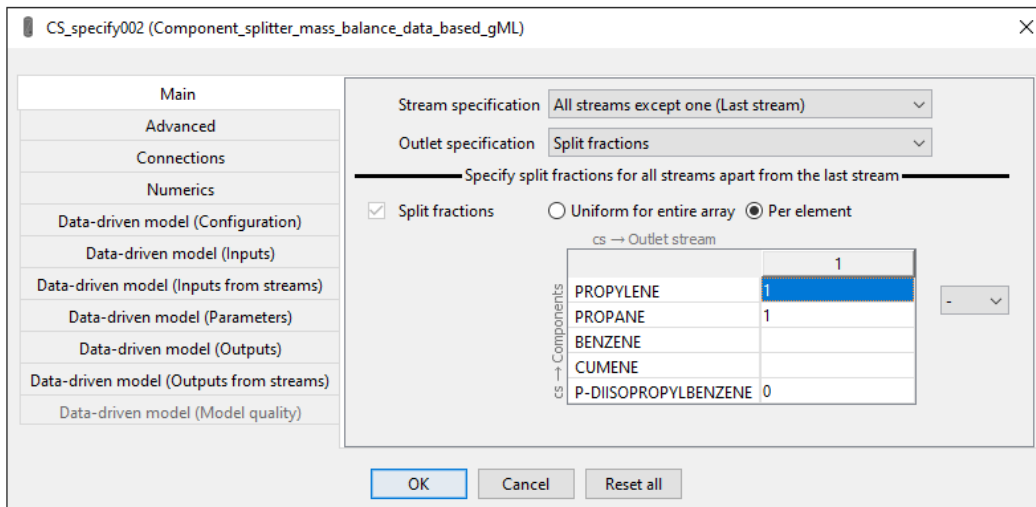 CS_specify002 (Component_splitter_mass_balance_data_based_gML)
Main
Advanced
Connections
Numerics
Data-driven model (Configuration)
Data-driven model (Inputs)
Data-driven model (Inputs from streams)
Data-driven model (Parameters)
Data-driven model (Outputs)
Data-driven model (Outputs from streams)
Data-driven model (Model quality)
Stream specification All streams except one (Last stream)
Outlet specification Split fractions
Specify split fractions for all streams apart from the last stream
Split fractions Uniform for entire array Per element
cs → Outlet stream
cs → Components
1
PROPYLENE 1
PROPANE 1
BENZENE
CUMENE
P-DIISOPROPYLBENZENE 0
-
OK Cancel Reset all